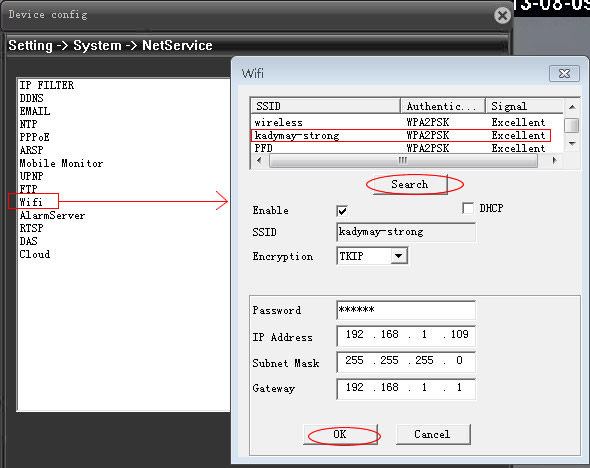 Device config
13-08-09
Setting -> System -> NetService
IP FILTER
DDNS
EMAIL
NTP
PPPoE
ARSP
Mobile Monitor
UPNP
FTP
Wifi
AlarmServer
RTSP
DAS
Cloud
Wifi
SSID Authentic... Signal
wireless WPA2PSK Excellent
kadymay-strong WPA2PSK Excellent
PFD WPA2PSK Excellent
Search
Enable DHCP
SSID kadymay-strong
Encryption TKIP
Password ******
IP Address 192 .168 . 1 .109
Subnet Mask 255 .255 .255 . 0
Gateway 192 .168 . 1 . 1
OK Cancel